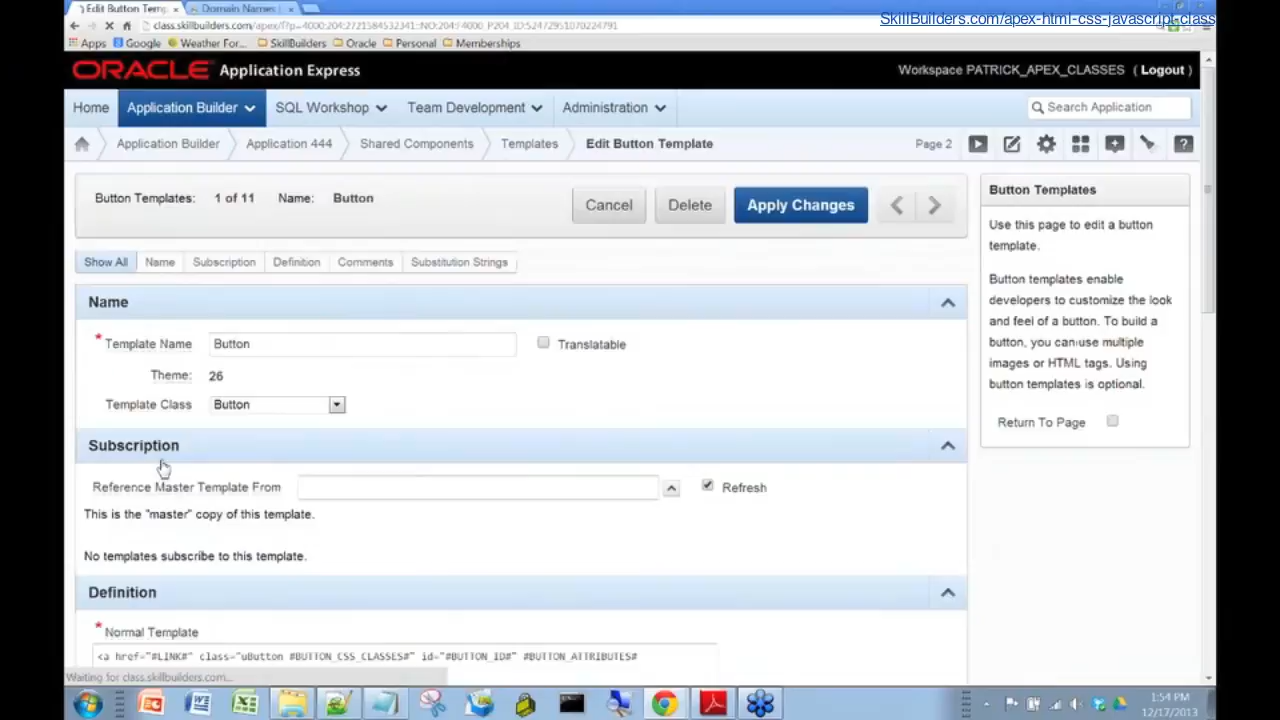 Edit Button Temp
Domain Names |
SkillBuilders.com/apex-html-css-javascript-class
Apps Google Weather For... SkillBuilders Oracle Personal Memberships
ORACLE Application Express
Workspace PATRICK_APEX_CLASSES ( Logout )
Home Application Builder SQL Workshop Team Development Administration Search Application
Application Builder Application 444 Shared Components Templates Edit Button Template Page 2
Button Templates: 1 of 11 Name: Button Cancel Delete Apply Changes
Button Templates
Use this page to edit a button
template.
Button templates enable
developers to customize the look
and feel of a button. To build a
button, you can use multiple
images or HTML tags. Using
button templates is optional.
Return To Page
Show All Name Subscription Definition Comments Substitution Strings
Name
* Template Name Button Translatable
Theme: 26
Template Class Button
Subscription
Reference Master Template From Refresh
This is the "master" copy of this template.
No templates subscribe to this template.
Definition
* Normal Template
<a href="#LINK#" class="uButton #BUTTON_CSS_CLASSES#" id="#BUTTON_ID#" #BUTTON_ATTRIBUTES#
Waiting for class.skillbuilders.com...
1:54 PM
12/17/2013